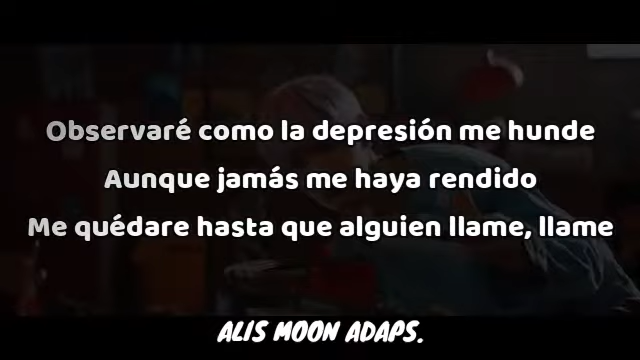 Observaré como la depresión me hunde
Aunque jamás me haya rendido
Me quédare hasta que alguien llame, llame
ALIS MOON ADAPS.